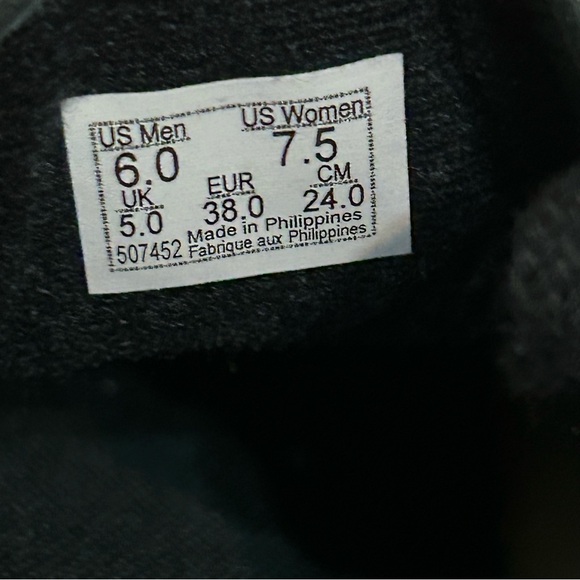 US Men US Women
6.0 7.5
UK EUR CM
5.0 38.0 24.0
Made in Philippines
507452 Fabrique aux Philippines